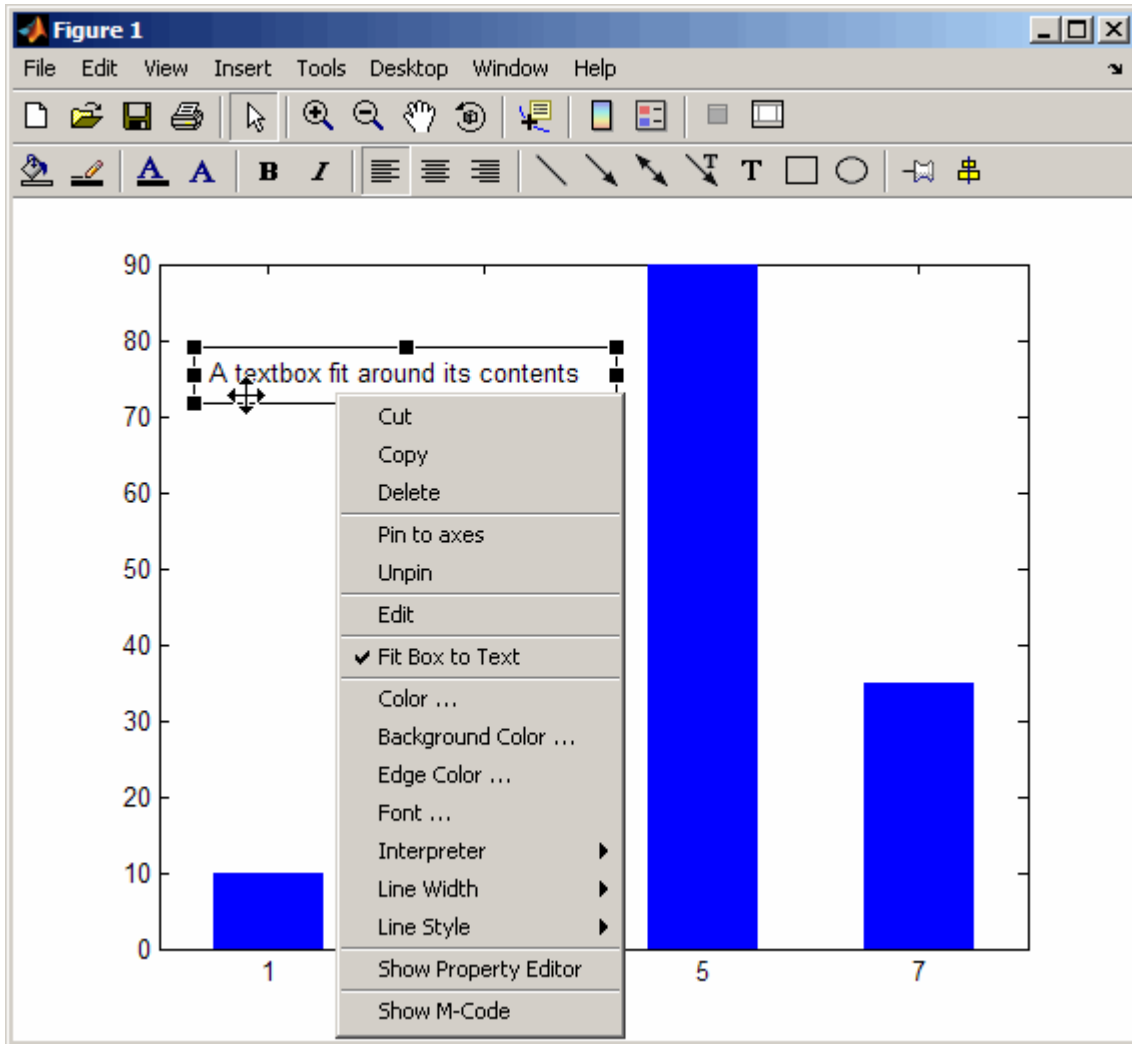 Figure 1
File Edit View Insert Tools Desktop Window Help
A A B I T T
90
80
A textbox fit around its contents
70
60
50
40
30
20
10
0
1 5 7
Cut
Copy
Delete
Pin to axes
Unpin
Edit
Fit Box to Text
Color ...
Background Color ...
Edge Color ...
Font ...
Interpreter
Line Width
Line Style
Show Property Editor
Show M-Code